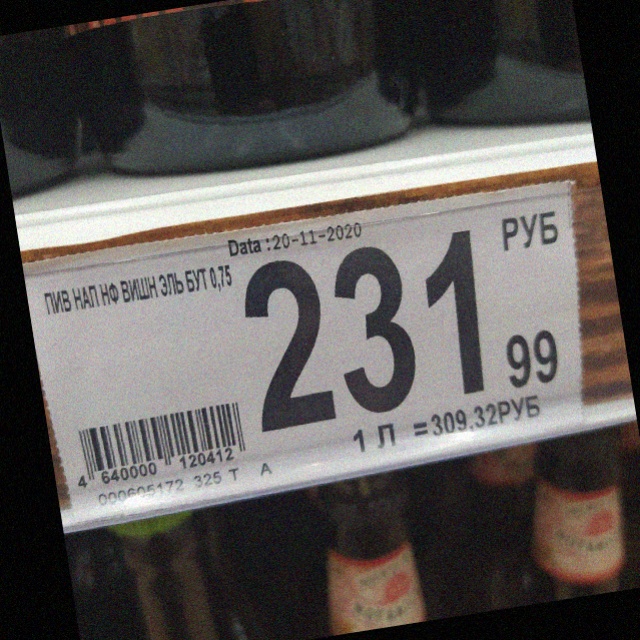 Data :20-11-2020
РУБ
ПИВ НАП НФ ВИШН ЭЛЬ БУТ 0,75
231
99
1 Л =309,32РУБ
4 640000 120412
000605172 325 Т А